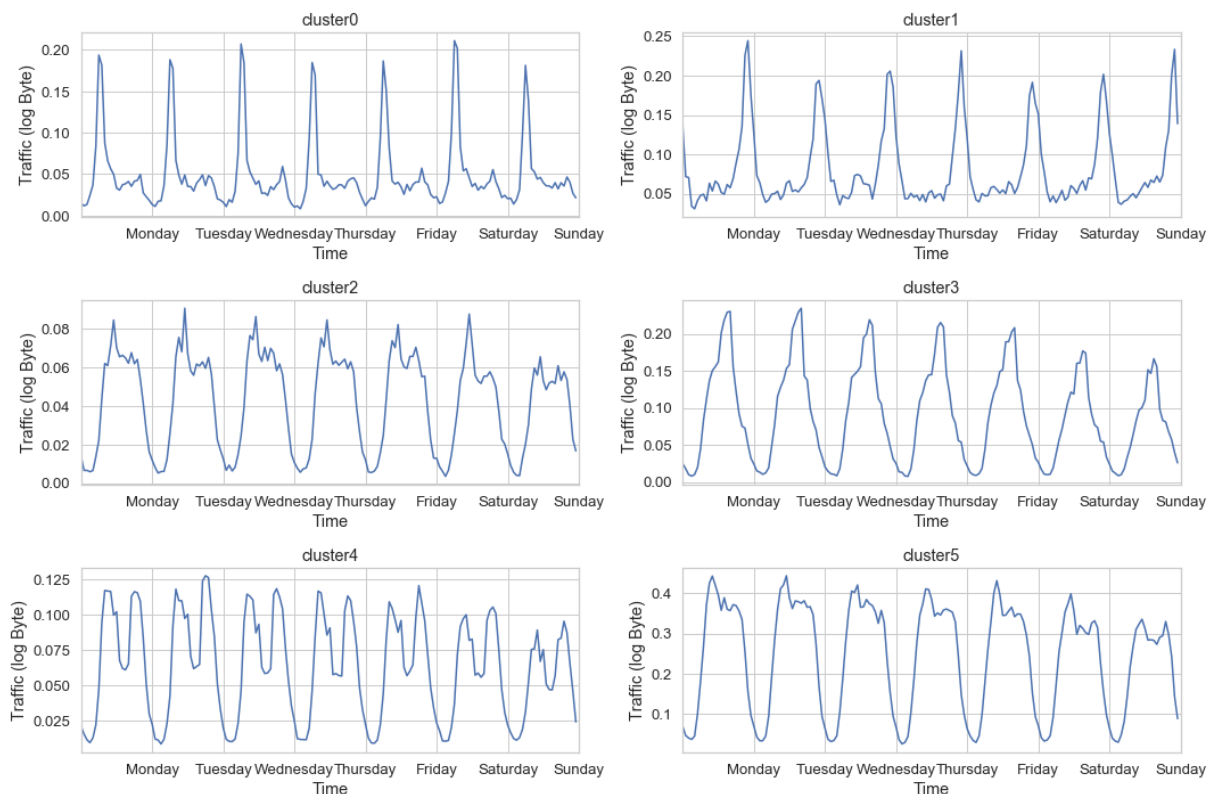 cluster0
Traffic (log Byte)
0.20
0.15
0.10
0.05
0.00
Monday Tuesday Wednesday Thursday Friday Saturday Sunday
Time
cluster1
Traffic (log Byte)
0.25
0.20
0.15
0.10
0.05
Monday Tuesday Wednesday Thursday Friday Saturday Sunday
Time
cluster2
Traffic (log Byte)
0.08
0.06
0.04
0.02
0.00
Monday Tuesday Wednesday Thursday Friday Saturday Sunday
Time
cluster3
Traffic (log Byte)
0.20
0.15
0.10
0.05
0.00
Monday Tuesday Wednesday Thursday Friday Saturday Sunday
Time
cluster4
Traffic (log Byte)
0.125
0.100
0.075
0.050
0.025
Monday Tuesday Wednesday Thursday Friday Saturday Sunday
Time
cluster5
Traffic (log Byte)
0.4
0.3
0.2
0.1
Monday Tuesday Wednesday Thursday Friday Saturday Sunday
Time